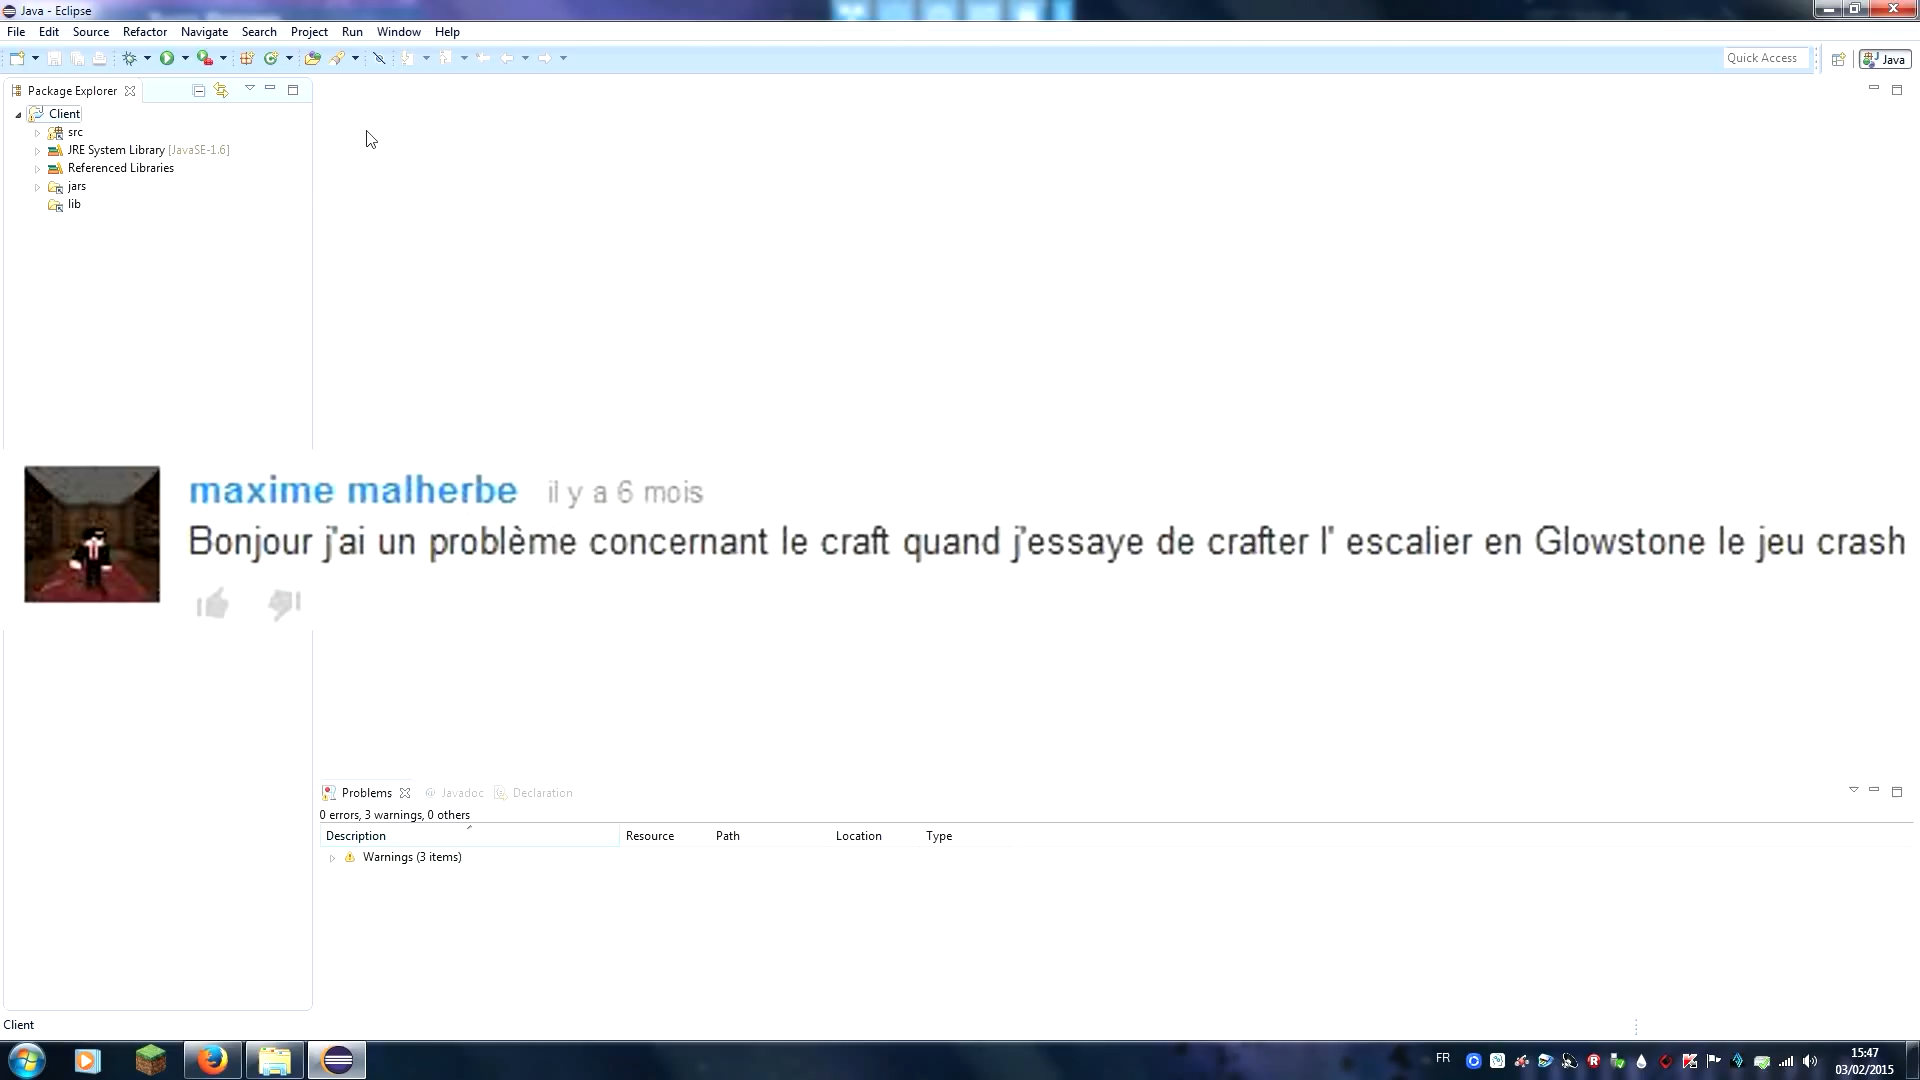 Java - Eclipse
File Edit Source Refactor Navigate Search Project Run Window Help
Quick Access
Java
Package Explorer
Client
src
JRE System Library [JavaSE-1.6]
Referenced Libraries
jars
lib
maxime malherbe il y a 6 mois
Bonjour j'ai un problème concernant le craft quand j'essaye de crafter l' escalier en Glowstone le jeu crash
Problems @ Javadoc Declaration
0 errors, 3 warnings, 0 others
Description Resource Path Location Type
Warnings (3 items)
Client
FR
15:47
03/02/2015